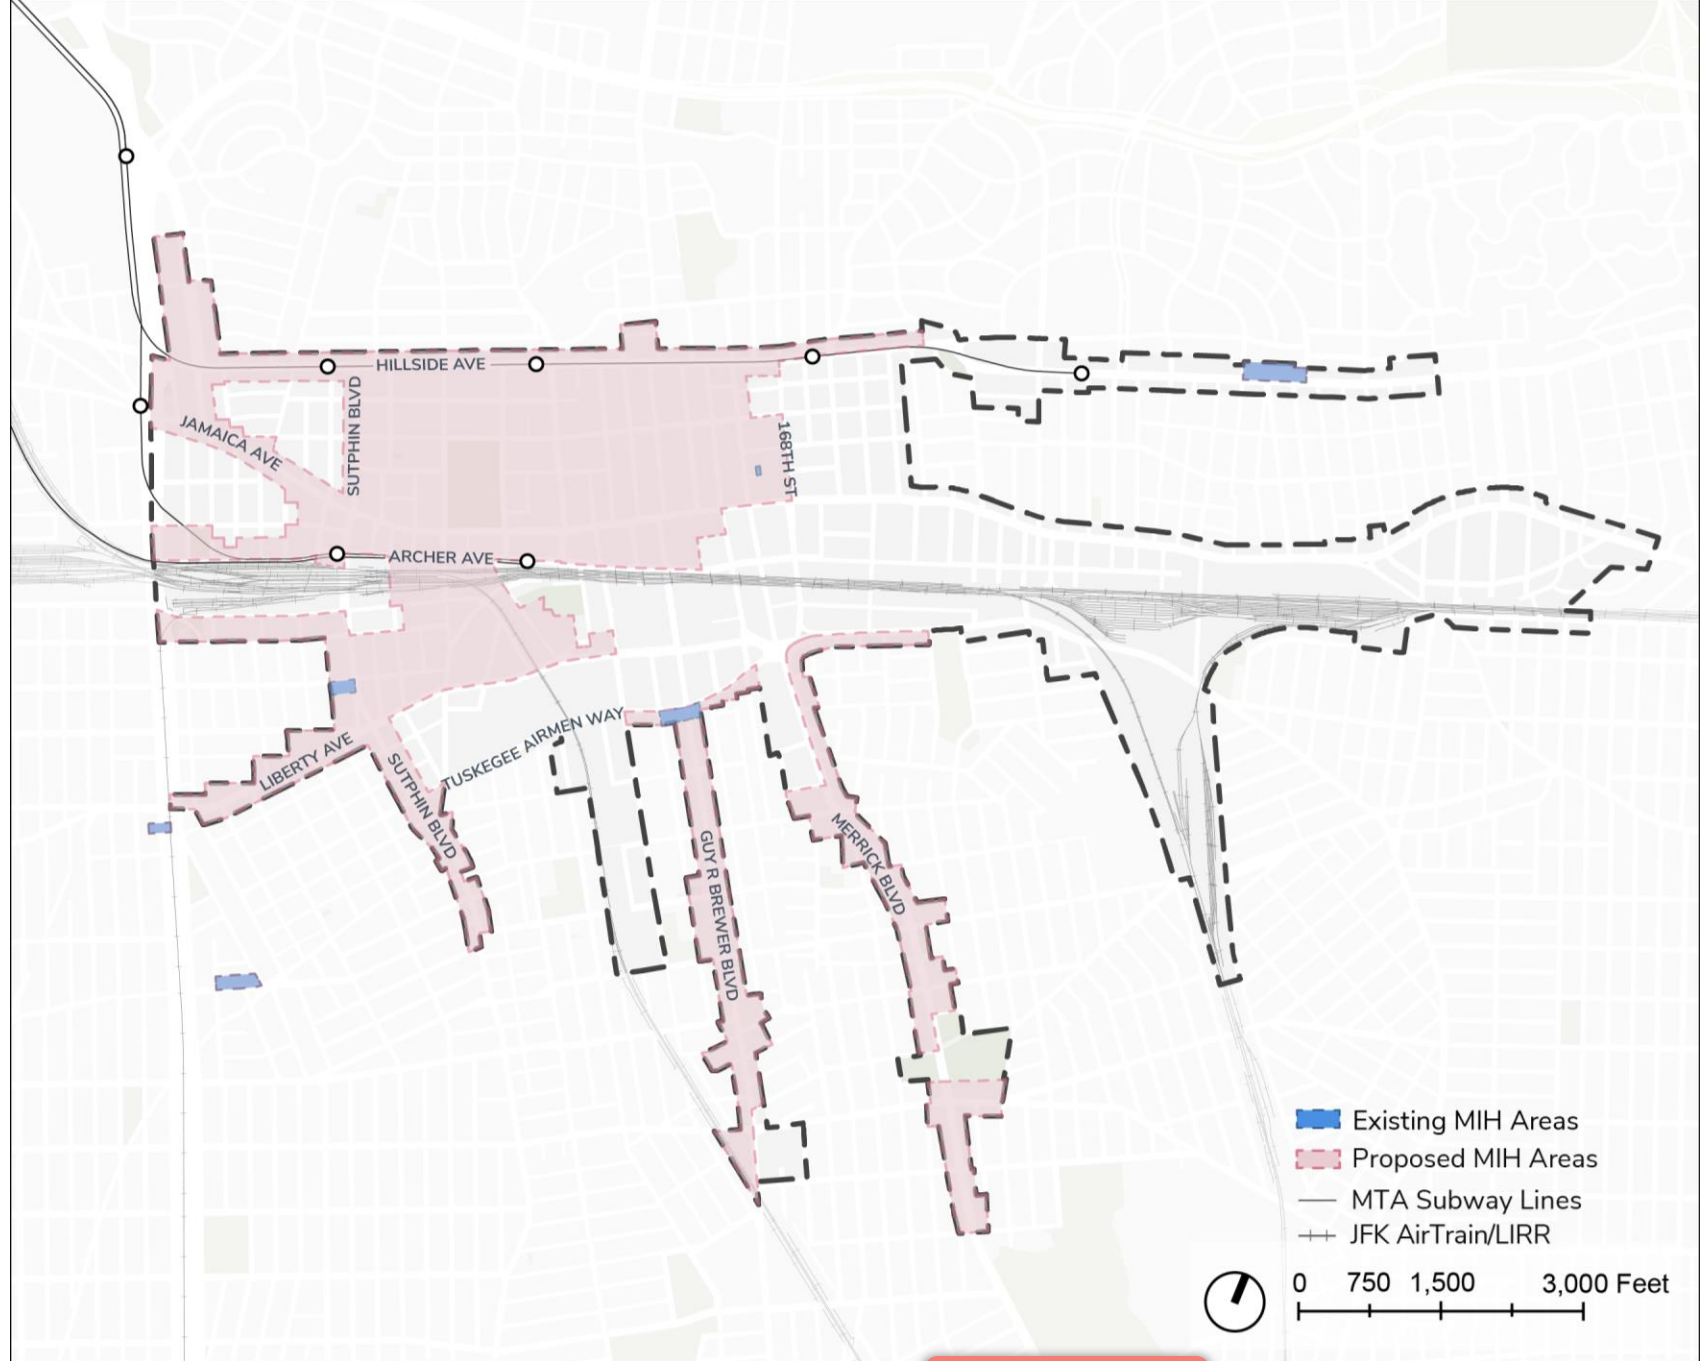 HILLSIDE AVE
SUTPHIN BLVD
JAMAICA AVE
168TH ST
ARCHER AVE
TUSKEGEE AIRMEN WAY
LIBERTY AVE
SUTPHIN BLVD
GUY R BREWER BLVD
MERRICK BLVD
Existing MIH Areas
Proposed MIH Areas
MTA Subway Lines
JFK AirTrain/LIRR
0 750 1,500 3,000 Feet